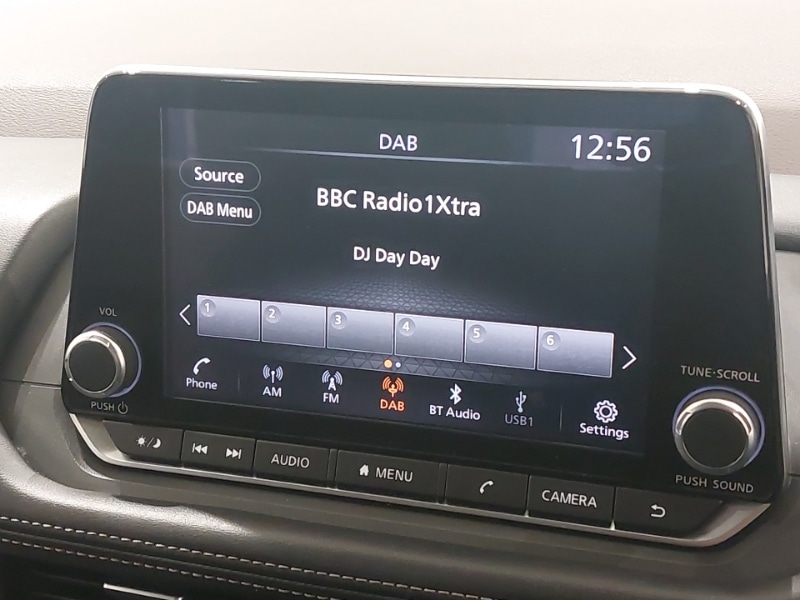 DAB
12:56
Source
DAB Menu
BBC Radio1Xtra
DJ Day Day
1 2 3 4 5 6
Phone AM FM DAB BT Audio USB1 Settings
VOL
PUSH
TUNE·SCROLL
PUSH SOUND
AUDIO MENU CAMERA